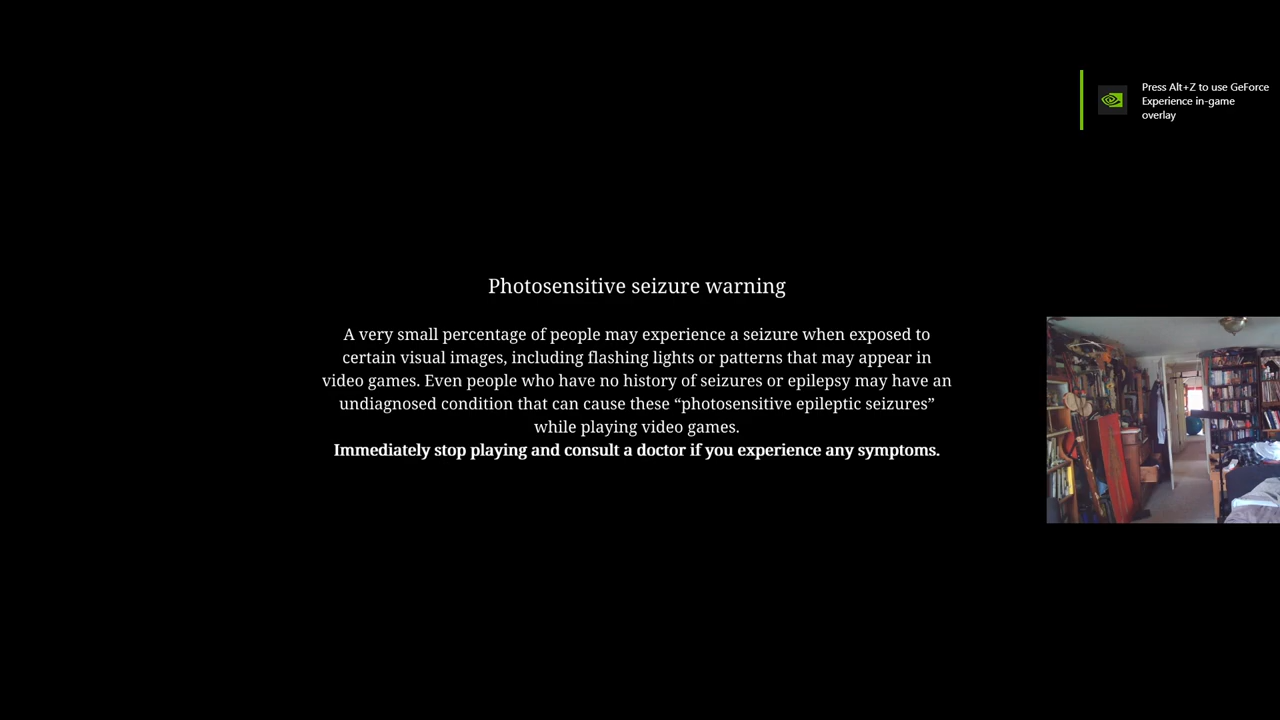 Press Alt+Z to use GeForce
Experience in-game
overlay
Photosensitive seizure warning
A very small percentage of people may experience a seizure when exposed to
certain visual images, including flashing lights or patterns that may appear in
video games. Even people who have no history of seizures or epilepsy may have an
undiagnosed condition that can cause these “photosensitive epileptic seizures”
while playing video games.
Immediately stop playing and consult a doctor if you experience any symptoms.